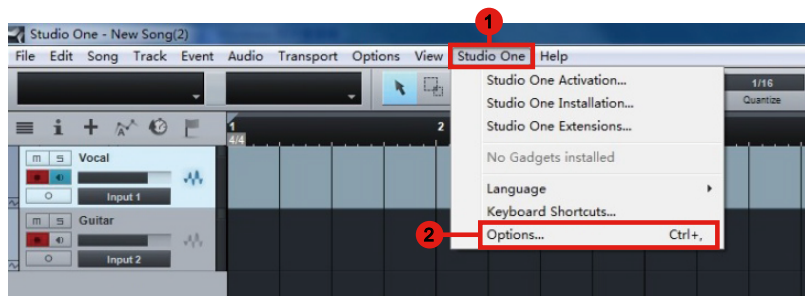 1
Studio One - New Song(2)
File Edit Song Track Event Audio Transport Options View Studio One Help
Studio One Activation...
1/16
Studio One Installation...
Quantize
1 2
Studio One Extensions...
4/4
m s Vocal
No Gadgets installed
Input 1
Language
Keyboard Shortcuts...
m s Guitar
2
Options... Ctrl+,
Input 2